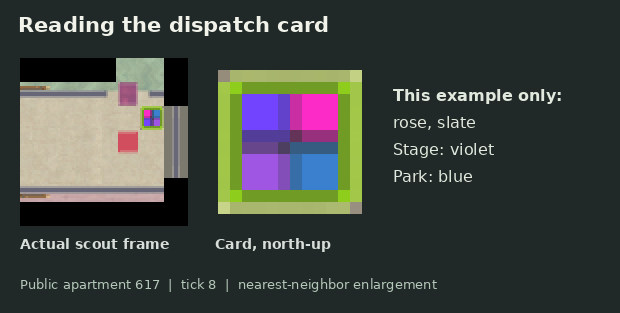 Reading the dispatch card
This example only:
rose, slate
Stage: violet
Park: blue
Actual scout frame
Card, north-up
Public apartment 617 | tick 8 | nearest-neighbor enlargement